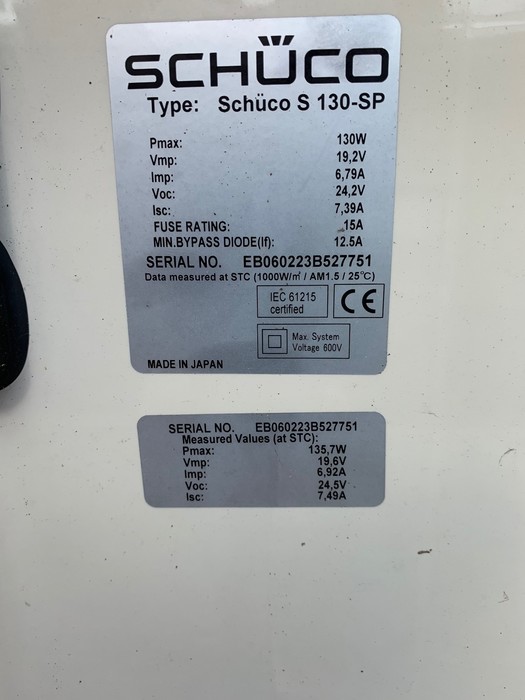 SCHÜCO
Type: Schüco S 130-SP
Pmax: 130W
Vmp: 19,2V
Imp: 6,79A
Voc: 24,2V
Isc: 7,39A
FUSE RATING: 15A
MIN.BYPASS DIODE(If): 12.5A
SERIAL NO. EB060223B527751
Data measured at STC (1000W/㎡ / AM1.5 / 25℃)
IEC 61215
certified
CE
Max. System
Voltage 600V
MADE IN JAPAN
SERIAL NO. EB060223B527751
Measured Values (at STC):
Pmax: 135,7W
Vmp: 19,6V
Imp: 6,92A
Voc: 24,5V
Isc: 7,49A